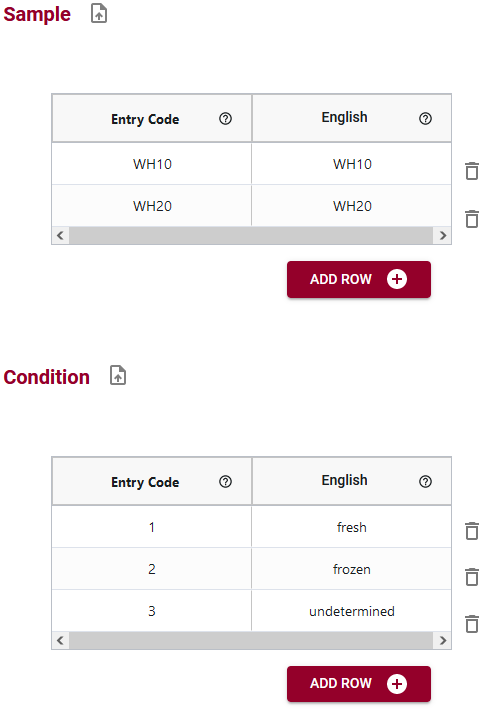 Sample
Entry Code English
WH10 WH10
WH20 WH20
ADD ROW
Condition
Entry Code English
1 fresh
2 frozen
3 undetermined
ADD ROW